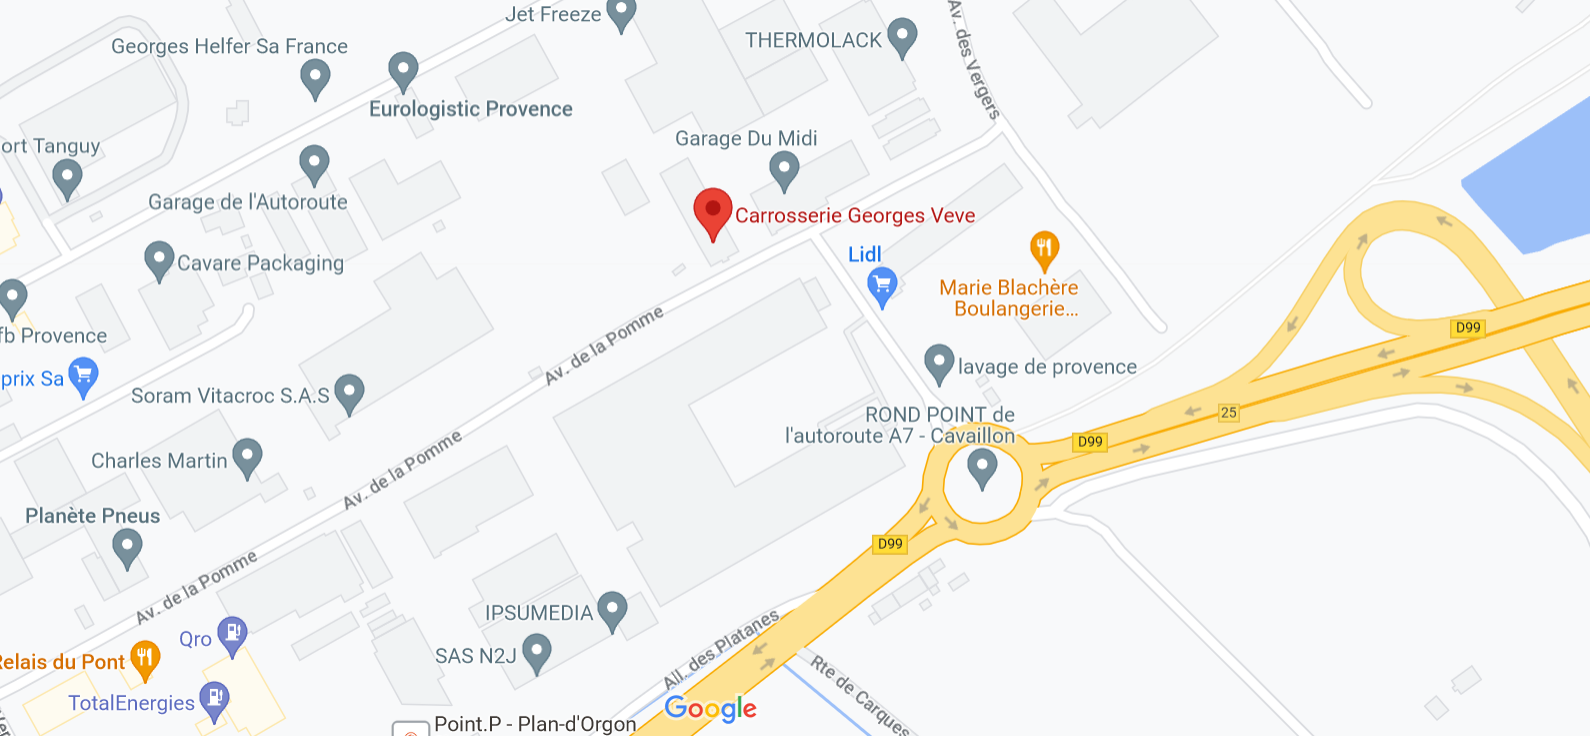 Jet Freeze
Georges Helfer Sa France
THERMOLACK
Av. des Vergers
Eurologistic Provence
ort Tanguy
Garage Du Midi
Garage de l'Autoroute
Carrosserie Georges Veve
Cavare Packaging
Lidl
Marie Blachère
Boulangerie...
fb Provence
D99
Av. de la Pomme
prix Sa
lavage de provence
Soram Vitacroc S.A.S
25
ROND POINT de
l'autoroute A7 - Cavaillon
D99
Charles Martin
Av. de la Pomme
Planète Pneus
D99
Av. de la Pomme
IPSUMEDIA
Qro
SAS N2J
All. des Platanes
Relais du Pont
Rte de Carques
TotalEnergies
Google
Point.P - Plan-d'Orgon